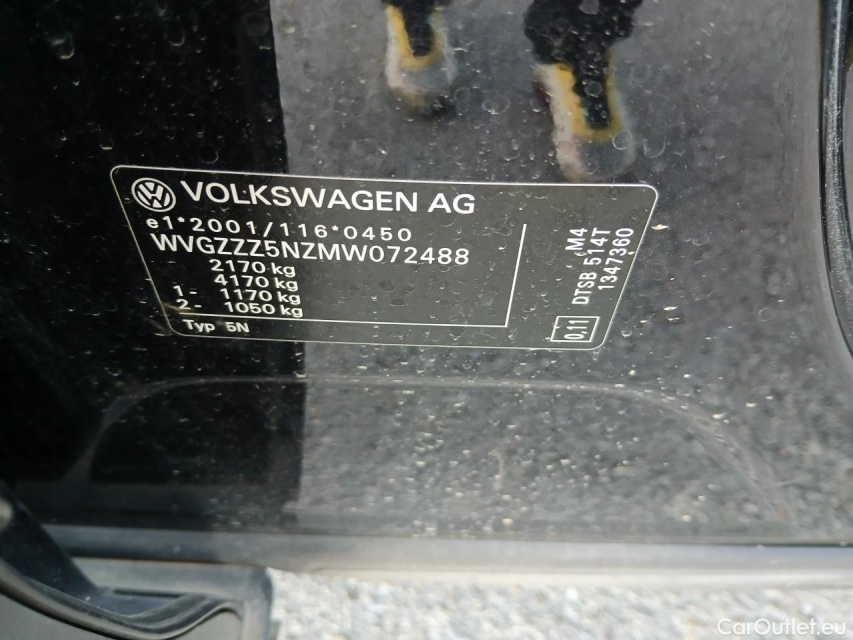 VOLKSWAGEN AG
e1*2001/116*0450
WVGZZZ5NZMW072488
2170 kg
4170 kg
1- 1170 kg
2- 1050 kg
Typ 5N
M4
DTSB 514T
1347360
0,11
CarOutlet.eu